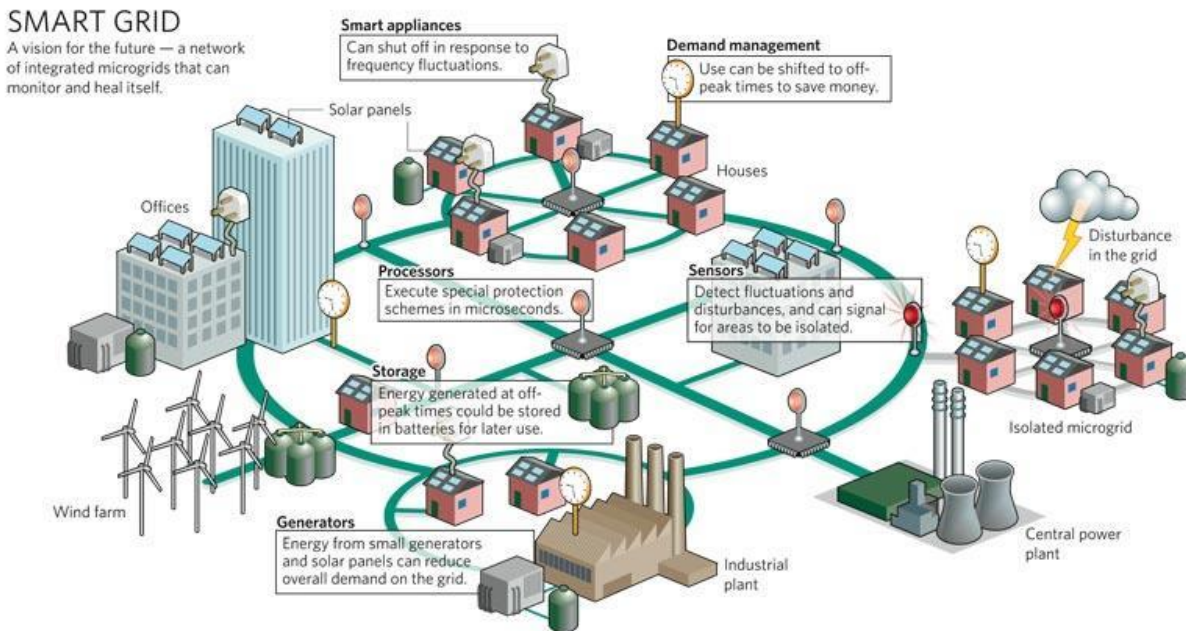 SMART GRID
A vision for the future — a network
of integrated microgrids that can
monitor and heal itself.
Smart appliances
Can shut off in response to
frequency fluctuations.
Demand management
Use can be shifted to off-
peak times to save money.
Solar panels
Houses
Offices
Disturbance
in the grid
Processors
Execute special protection
schemes in microseconds.
Sensors
Detect fluctuations and
disturbances, and can signal
for areas to be isolated.
Storage
Energy generated at off-
peak times could be stored
in batteries for later use.
Isolated microgrid
Wind farm
Generators
Energy from small generators
and solar panels can reduce
overall demand on the grid.
Industrial
plant
Central power
plant